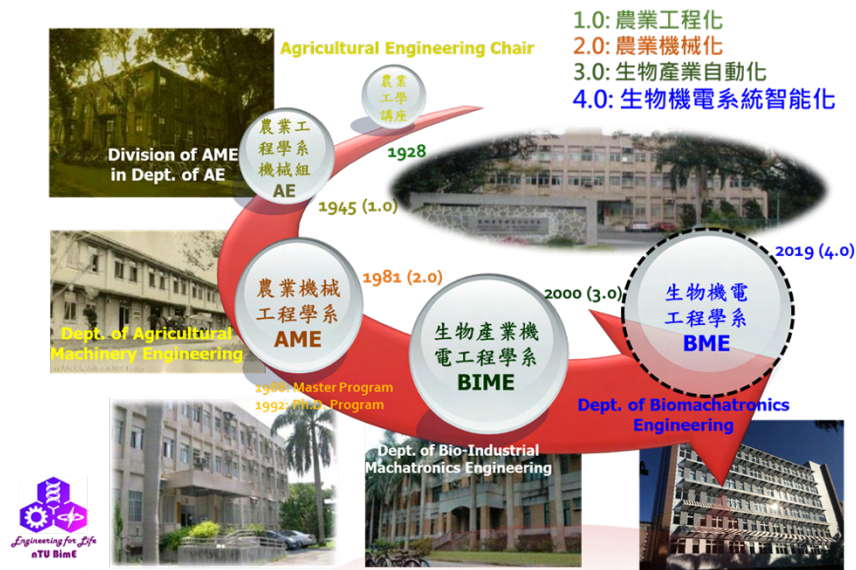 1.0: 農業工程化
2.0: 農業機械化
3.0: 生物產業自動化
4.0: 生物機電系統智能化
Agricultural Engineering Chair
農業
工學
講座
1928
Division of AME
in Dept. of AE
農業工
程學系
機械組
AE
1945 (1.0)
Dept. of Agricultural
Machinery Engineering
農業機械
工程學系
AME
1981 (2.0)
1988: Master Program
1992: Ph.D. Program
生物產業機
電工程學系
BIME
2000 (3.0)
Dept. of Bio-Industrial
Machatronics Engineering
生物機電
工程學系
BME
2019 (4.0)
Dept. of Biomachatronics
Engineering
Engineering for Life
nTU BimE